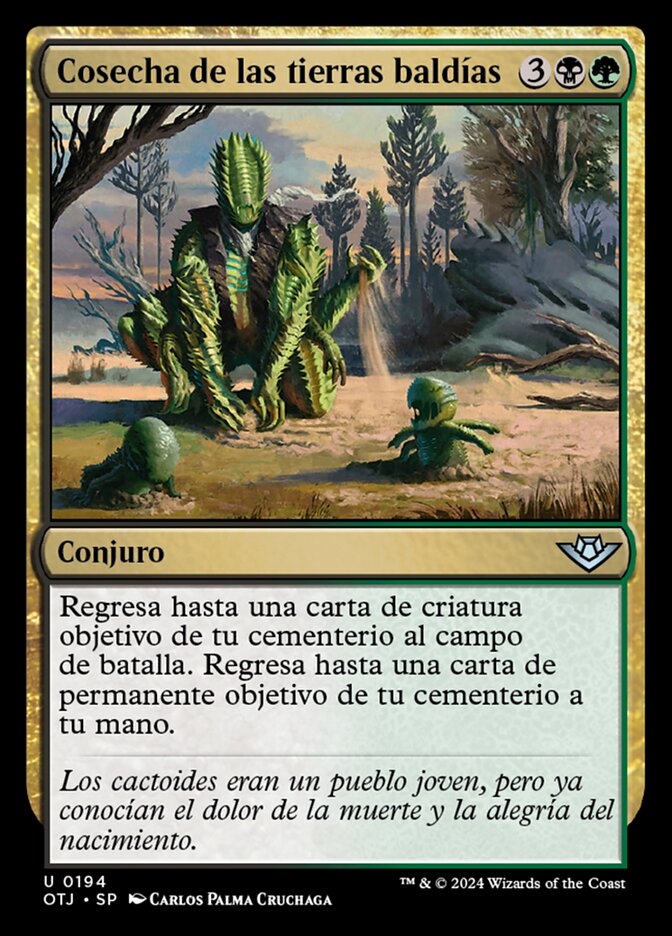 Cosecha de las tierras baldías 3
Conjuro
Regresa hasta una carta de criatura
objetivo de tu cementerio al campo
de batalla. Regresa hasta una carta de
permanente objetivo de tu cementerio a
tu mano.
Los cactoides eran un pueblo joven, pero ya
conocían el dolor de la muerte y la alegría del
nacimiento.
U 0194
OTJ • SP Carlos Palma Cruchaga
™ & © 2024 Wizards of the Coast